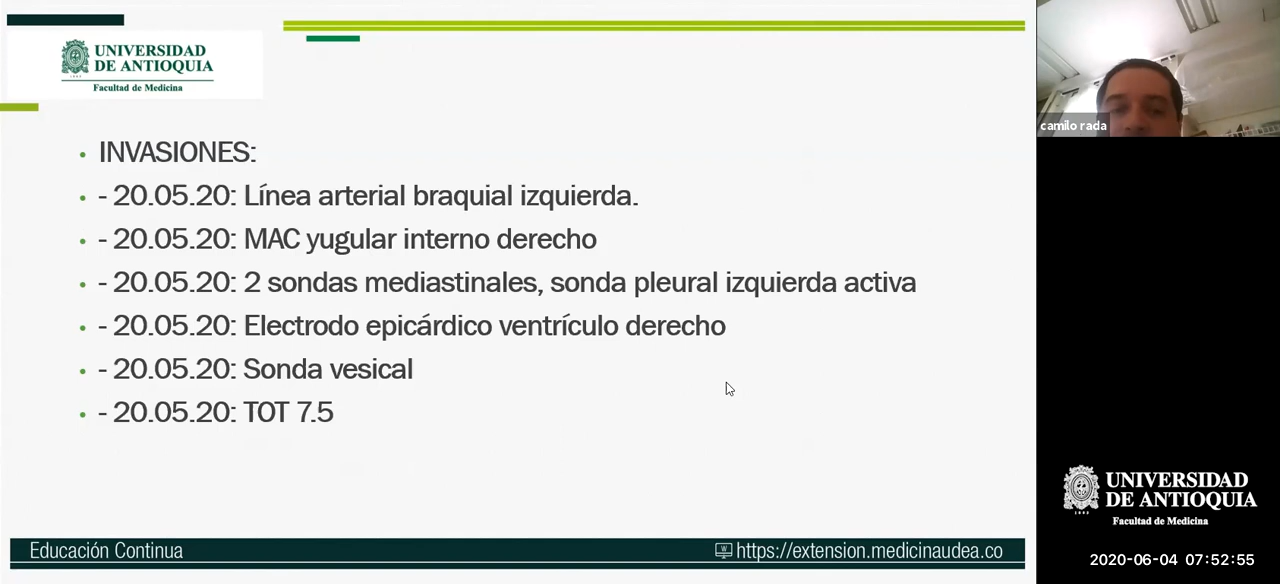 UNIVERSIDAD
DE ANTIOQUIA
1803
Facultad de Medicina
INVASIONES:
- 20.05.20: Línea arterial braquial izquierda.
- 20.05.20: MAC yugular interno derecho
- 20.05.20: 2 sondas mediastinales, sonda pleural izquierda activa
- 20.05.20: Electrodo epicárdico ventrículo derecho
- 20.05.20: Sonda vesical
- 20.05.20: TOT 7.5
Educación Continua
https://extension.medicinaudea.co
camilo rada
UNIVERSIDAD
DE ANTIOQUIA
1803
Facultad de Medicina
2020-06-04 07:52:55